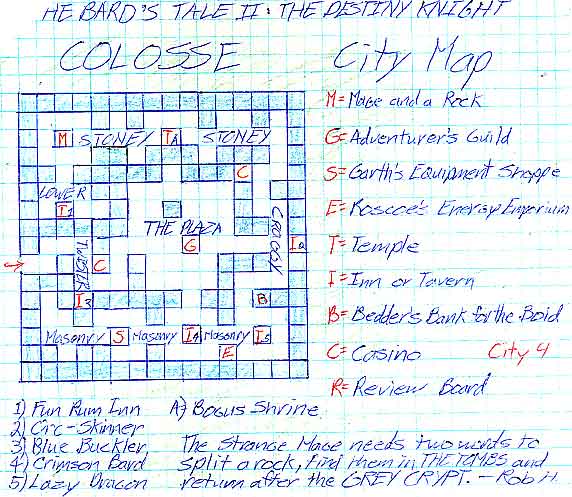 HE BARD'S TALE II: THE DESTINY KNIGHT
COLOSSE City Map
M= Mage and a Rock
G= Adventurer's Guild
S= Garth's Equipment Shoppe
E= Roscoe's Energy Emporium
T= Temple
I= Inn or Tavern
B= Bedder's Bank for the Bold
C= Casino
City 4
R= Review Board
M STONEY TA STONEY
C
LOWER
I1
THE PLAZA
CROOSY
G
I2
TWEDIR
C
I3
B
Masonry S Masonry I4 Masonry I5
E
1) Fun Rum Inn
2) Circ-Skinner
3) Blue Buckler
4) Crimson Bard
5) Lazy Dragon
A) Bogus Shrine
The Strange Mage needs two words to
split a rock, find them in THE TOMBS and
return after the GREY CRYPT. - Rob H.